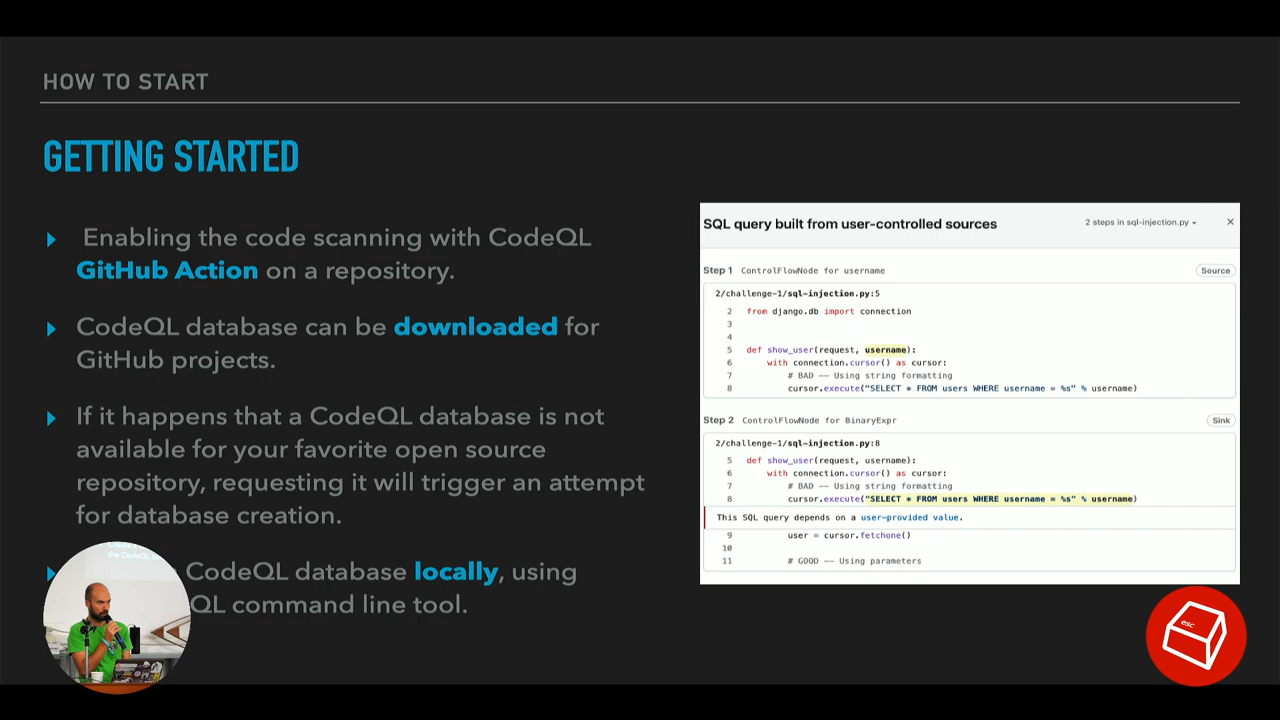 HOW TO START
GETTING STARTED
Enabling the code scanning with CodeQL
GitHub Action on a repository.
CodeQL database can be downloaded for
GitHub projects.
If it happens that a CodeQL database is not
available for your favorite open source
repository, requesting it will trigger an attempt
for database creation.
CodeQL database locally, using
QL command line tool.
SQL query built from user-controlled sources
2 steps in sql-injection.py
Step 1 ControlFlowNode for username
Source
2/challenge-1/sql-injection.py:5
2 from django.db import connection
3
4
5 def show_user(request, username):
6 with connection.cursor() as cursor:
7 # BAD -- Using string formatting
8 cursor.execute("SELECT * FROM users WHERE username = %s" % username)
Step 2 ControlFlowNode for BinaryExpr
Sink
2/challenge-1/sql-injection.py:8
5 def show_user(request, username):
6 with connection.cursor() as cursor:
7 # BAD -- Using string formatting
8 cursor.execute("SELECT * FROM users WHERE username = %s" % username)
This SQL query depends on a user-provided value.
9 user = cursor.fetchone()
10
11 # GOOD -- Using parameters
esc